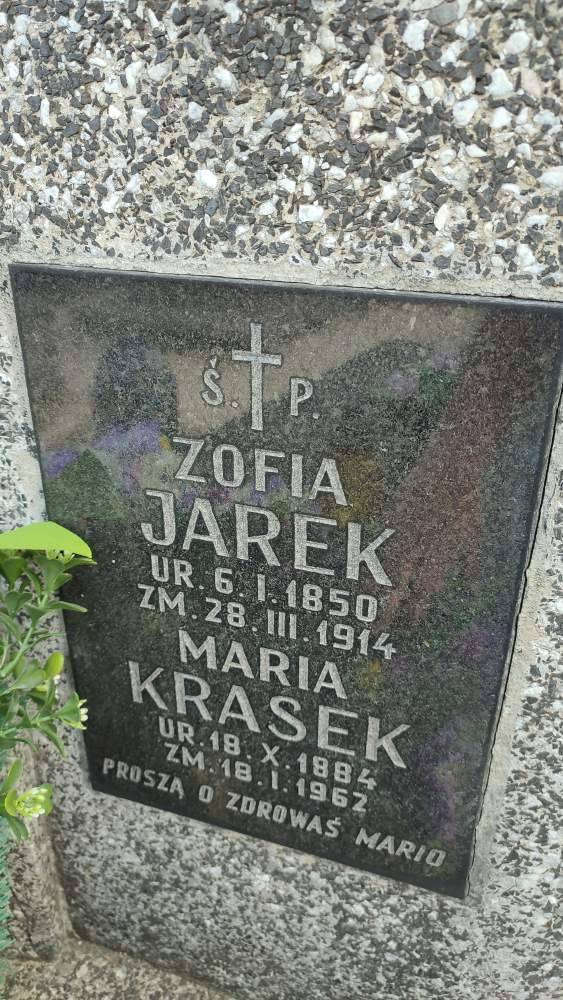 Ś. P.
ZOFIA
JAREK
UR. 6. I. 1850
ZM. 28. III. 1914
MARIA
KRASEK
UR. 18. X. 1884
ZM. 18. I. 1962
PROSZĄ O ZDROWAŚ MARIO